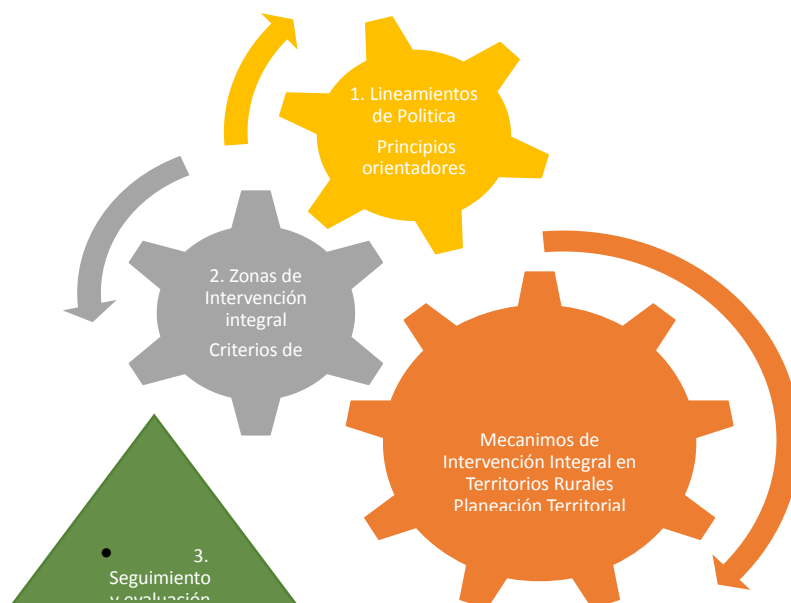 1. Lineamientos
de Politica
Principios
orientadores
2. Zonas de
Intervención
integral
Criterios de
Mecanimos de
Intervención Integral en
Territorios Rurales
Planeación Territorial
• 3.
Seguimiento
y evaluación